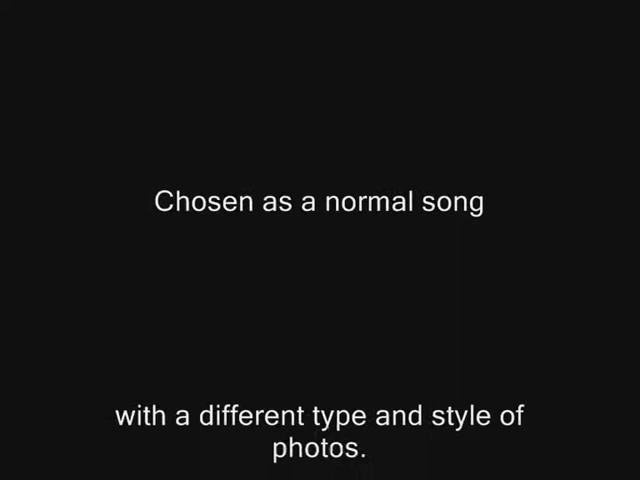 Chosen as a normal song
with a different type and style of
photos.